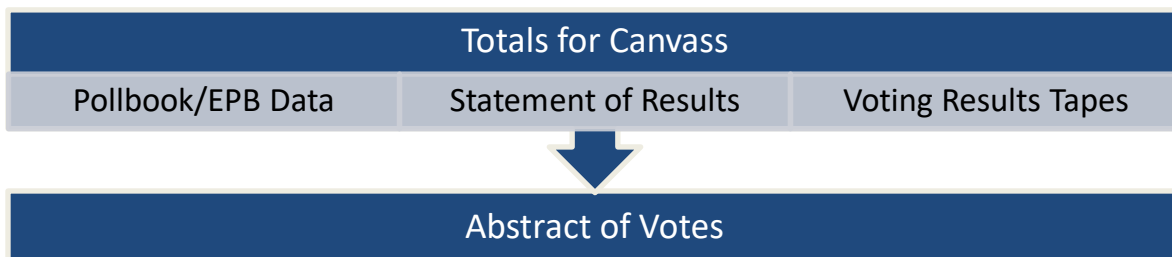 Totals for Canvass
Pollbook/EPB Data Statement of Results Voting Results Tapes
Abstract of Votes